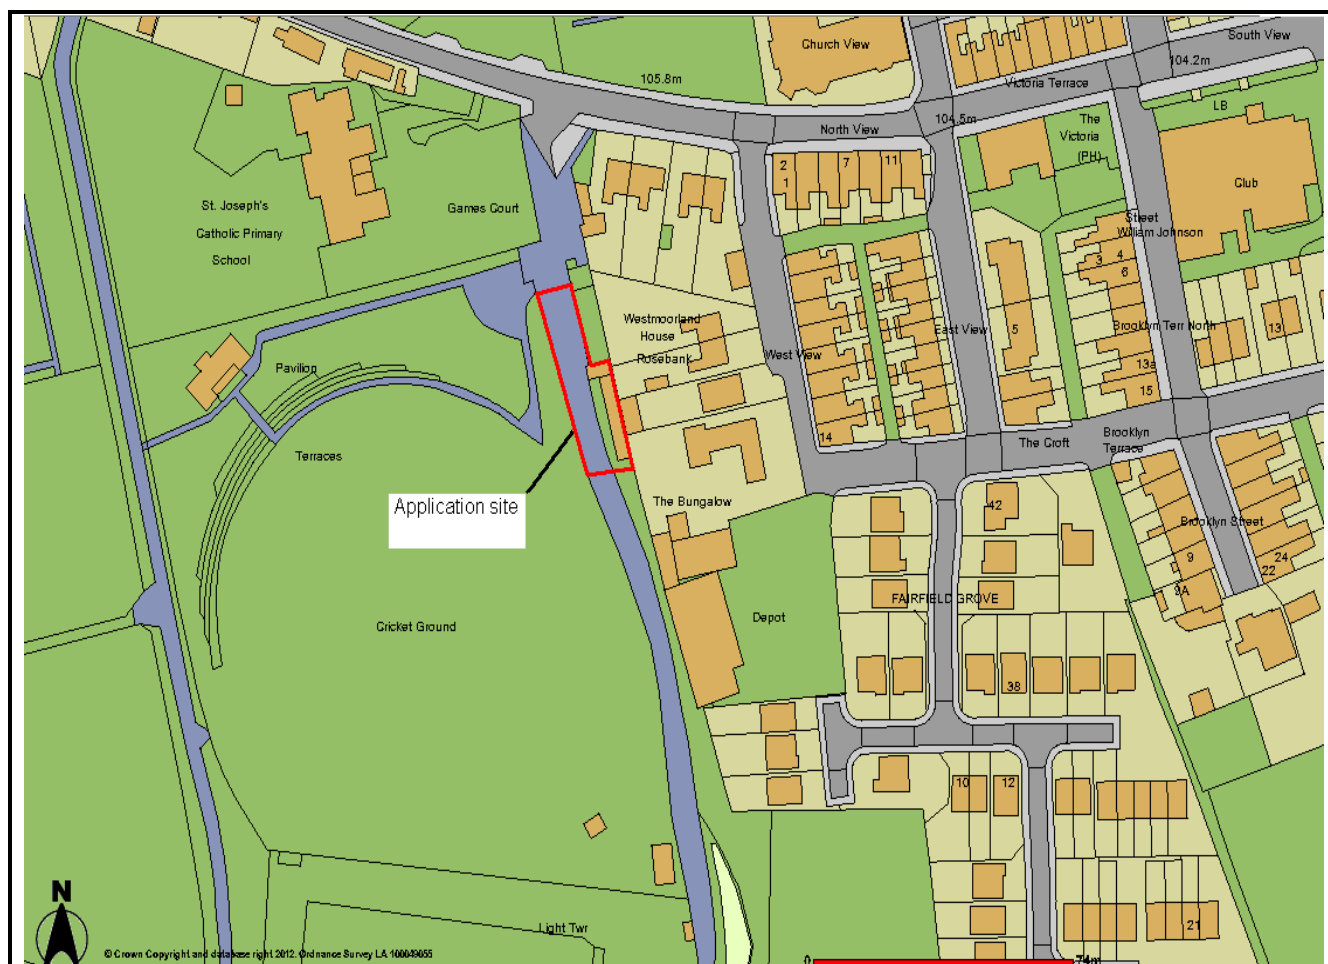 Church View
South View
104.2m
105.8m
Victoria Terrace
LB
104.5m
The
Victoria
(PH)
North View
2
1
7
11
Club
St. Joseph's
Catholic Primary
School
Games Court
Street
William Johnson
3
4
6
Westmoorland
House
Rosebank
West View
East View
5
Brooklyn Terr North
13
13a
15
Pavilion
14
The Croft
Brooklyn
Terrace
Terraces
Application site
The Bungalow
42
Brooklyn Street
9
24
22
9A
FAIRFIELD GROVE
Depot
Cricket Ground
38
10
12
21
Light Twr
N
© Crown Copyright and database right 2012. Ordnance Survey LA 100049055
0
74m